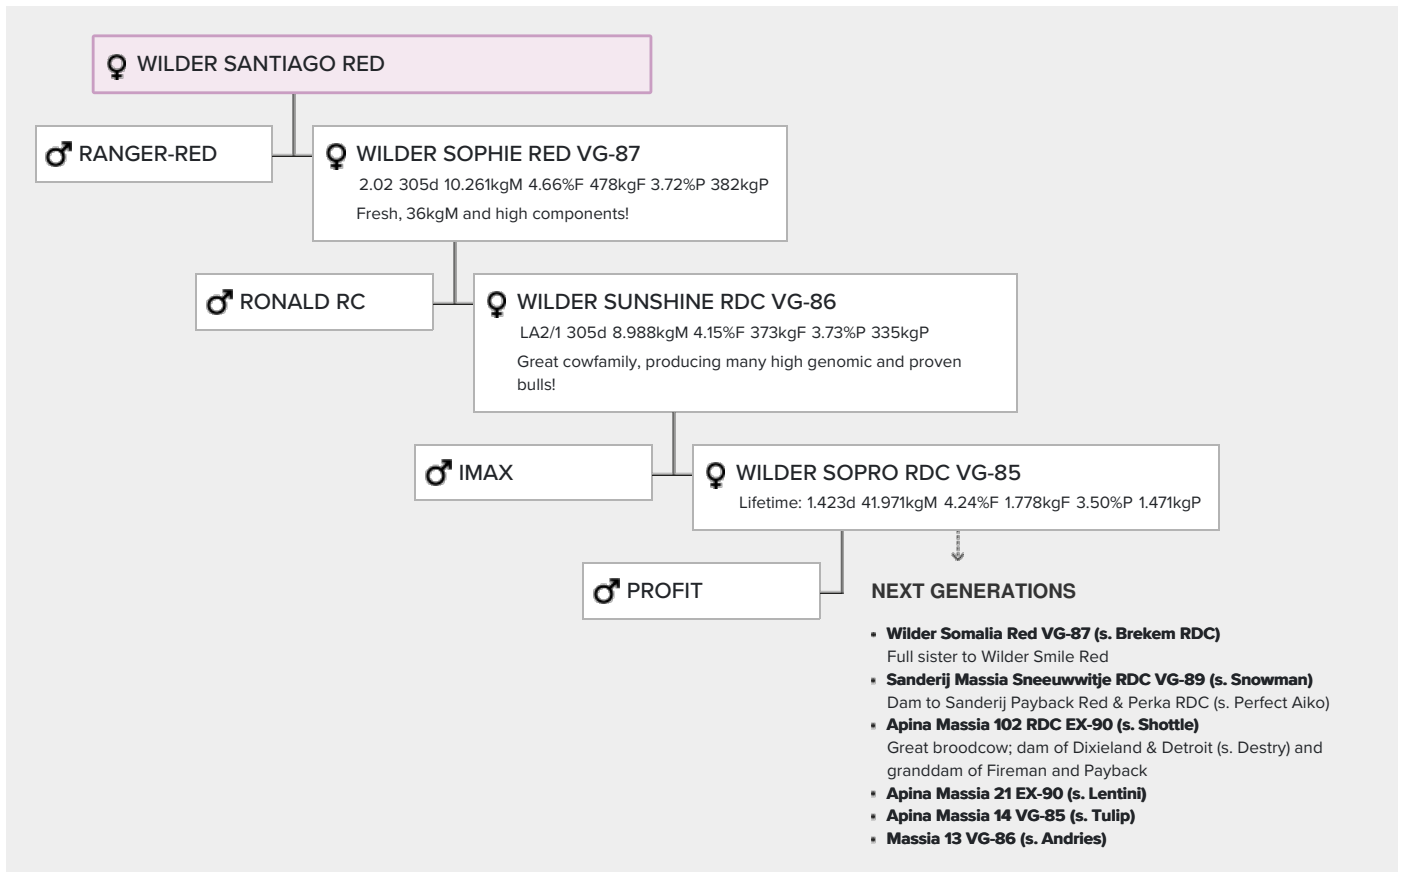 WILDER SANTIAGO RED
RANGER-RED
WILDER SOPHIE RED VG-87
2.02 305d 10.261kgM 4.66%F 478kgF 3.72%P 382kgP
Fresh, 36kgM and high components!
RONALD RC
WILDER SUNSHINE RDC VG-86
LA2/1 305d 8.988kgM 4.15%F 373kgF 3.73%P 335kgP
Great cowfamily, producing many high genomic and proven
bulls!
IMAX
WILDER SOPRO RDC VG-85
Lifetime: 1.423d 41.971kgM 4.24%F 1.778kgF 3.50%P 1.471kgP
PROFIT
NEXT GENERATIONS
Wilder Somalia Red VG-87 (s. Brekem RDC)
Full sister to Wilder Smile Red
Sanderij Massia Sneeuwwitje RDC VG-89 (s. Snowman)
Dam to Sanderij Payback Red & Perka RDC (s. Perfect Aiko)
Apina Massia 102 RDC EX-90 (s. Shottle)
Great broodcow; dam of Dixieland & Detroit (s. Destry) and
granddam of Fireman and Payback
Apina Massia 21 EX-90 (s. Lentini)
Apina Massia 14 VG-85 (s. Tulip)
Massia 13 VG-86 (s. Andries)